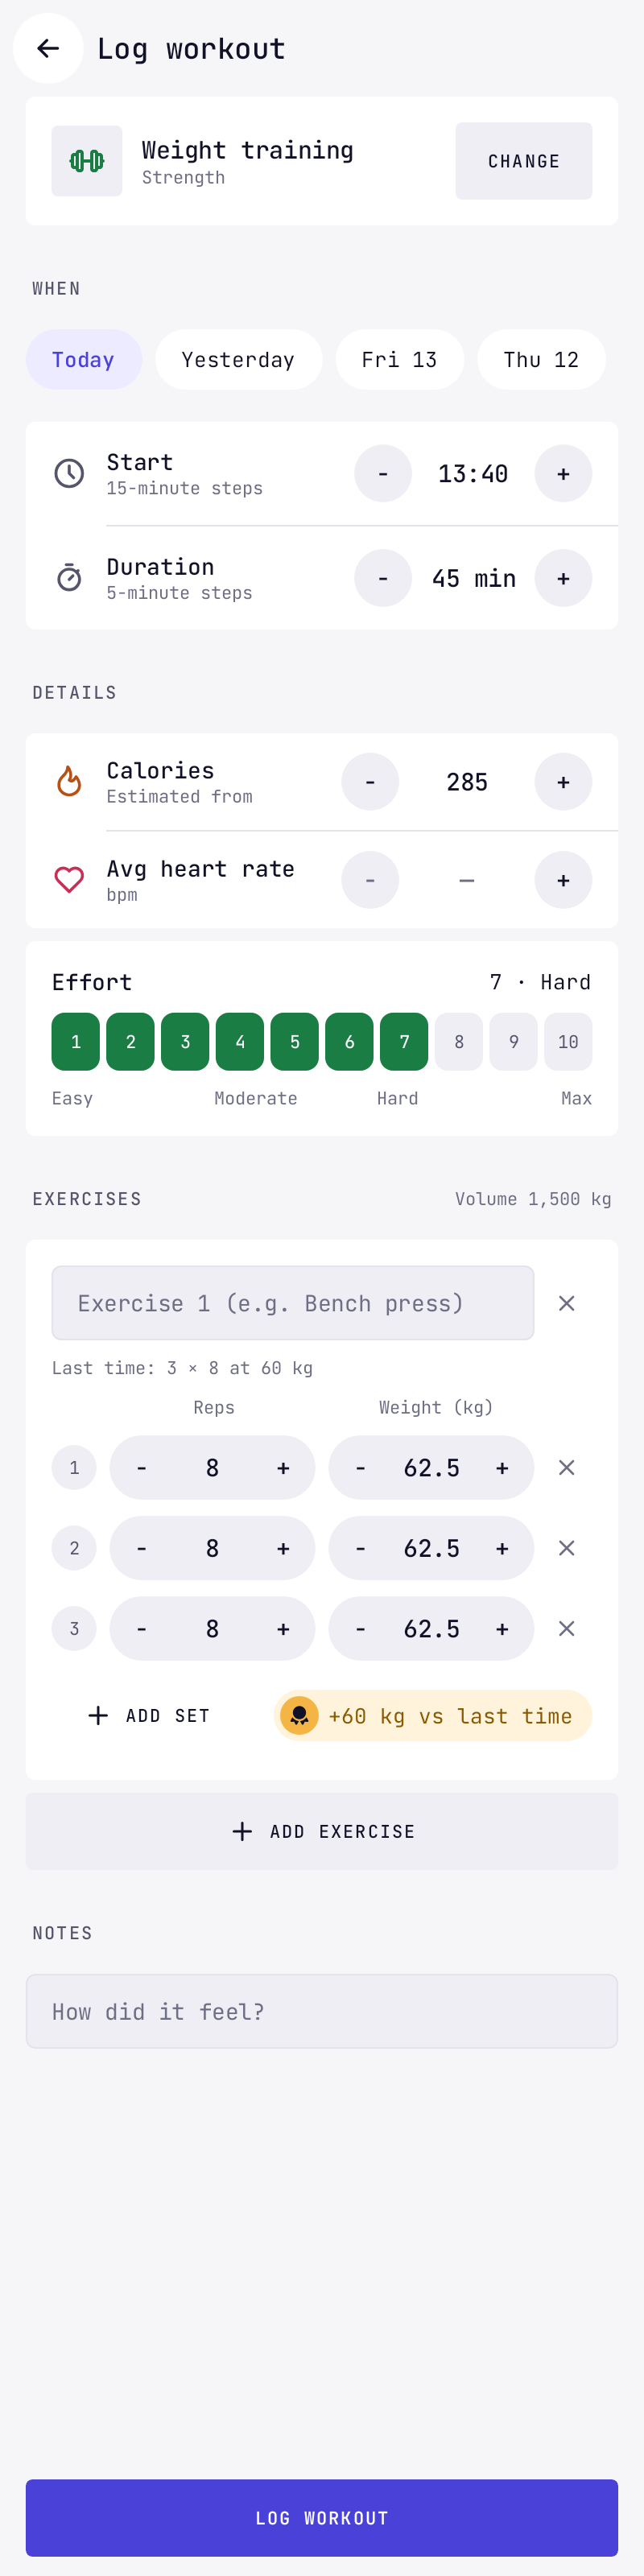 Log workout
Weight training
Strength
CHANGE
WHEN
Today Yesterday Fri 13 Thu 12
Start
15-minute steps
- 13:40 +
Duration
5-minute steps
- 45 min +
DETAILS
Calories
Estimated from
- 285 +
Avg heart rate
bpm
- – +
Effort 7 · Hard
1 2 3 4 5 6 7 8 9 10
Easy Moderate Hard Max
EXERCISES Volume 1,500 kg
Exercise 1 (e.g. Bench press)
Last time: 3 × 8 at 60 kg
Reps Weight (kg)
1 - 8 + - 62.5 +
2 - 8 + - 62.5 +
3 - 8 + - 62.5 +
ADD SET +60 kg vs last time
ADD EXERCISE
NOTES
How did it feel?
LOG WORKOUT